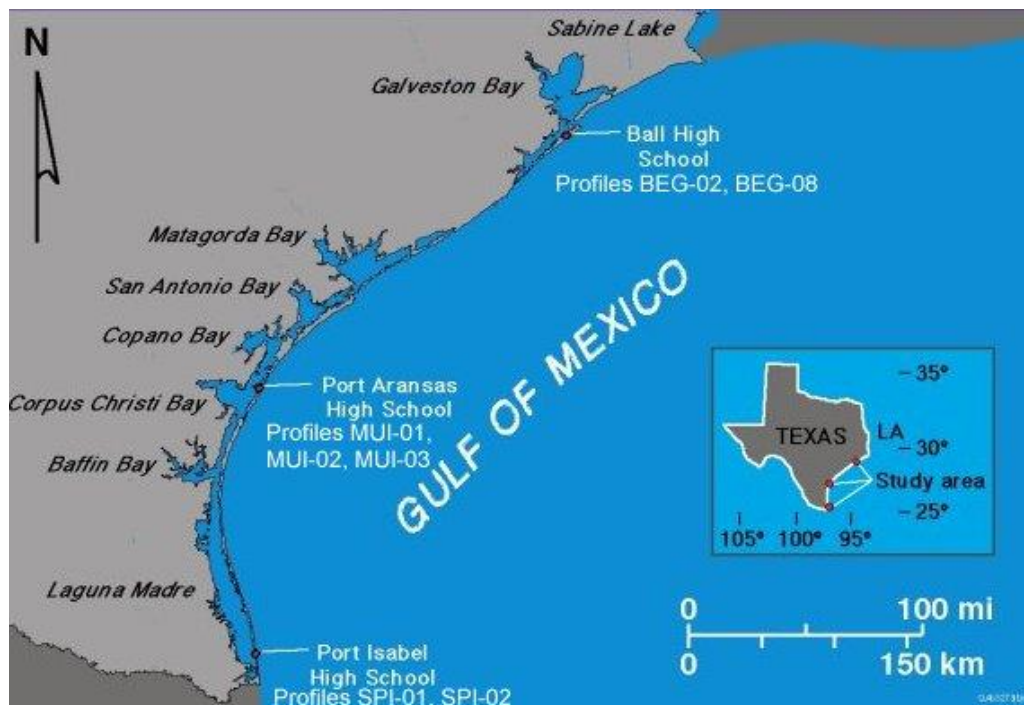 N
Sabine Lake
Galveston Bay
Ball High
School
Profiles BEG-02, BEG-08
Matagorda Bay
San Antonio Bay
Copano Bay
GULF OF MEXICO
Port Aransas
High School
Profiles MUI-01,
MUI-02, MUI-03
Corpus Christi Bay
Baffin Bay
Laguna Madre
Port Isabel
High School
Profiles SPI-01, SPI-02
35°
TEXAS
LA
30°
Study area
25°
105° 100° 95°
0 100 mi
0 150 km